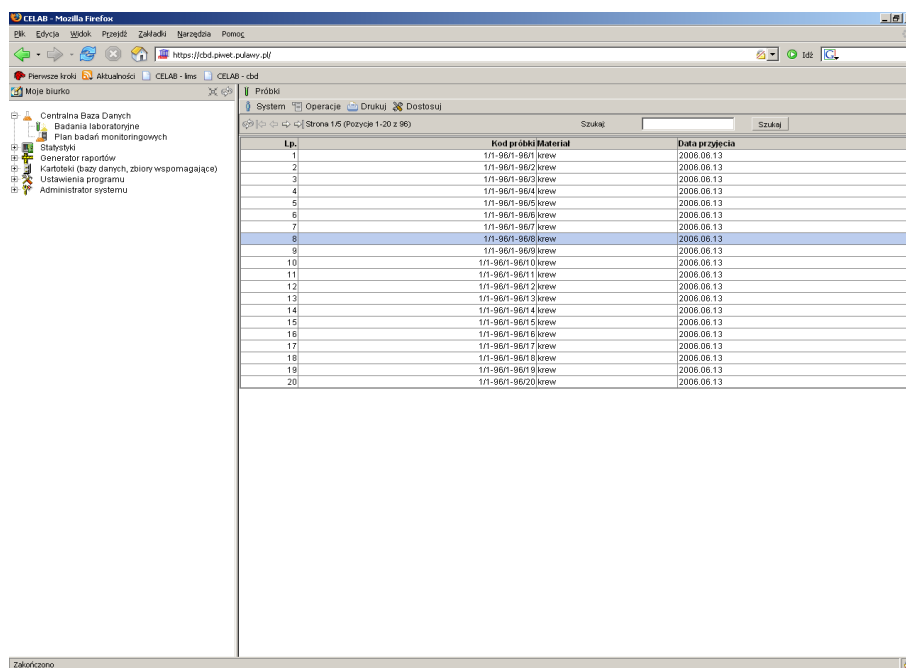 CELAB - Mozilla Firefox
Plik Edycja Widok Przejdź Zakładki Narzędzia Pomoc
https://cbd.piwet.pulawy.pl/ Idź
Pierwsze kroki Aktualności CELAB - lims CELAB - cbd
Moje biurko
Centralna Baza Danych
Badania laboratoryjne
Plan badań monitoringowych
Statystyki
Generator raportów
Kartoteki (bazy danych, zbiory wspomagające)
Ustawienia programu
Administrator systemu
Próbki
System Operacje Drukuj Dostosuj
Strona 1/5 (Pozycje 1-20 z 96) Szukaj: Szukaj
Lp. Kod próbki Materiał Data przyjęcia
1 1/1-96/1-96/1 krew 2006.06.13
2 1/1-96/1-96/2 krew 2006.06.13
3 1/1-96/1-96/3 krew 2006.06.13
4 1/1-96/1-96/4 krew 2006.06.13
5 1/1-96/1-96/5 krew 2006.06.13
6 1/1-96/1-96/6 krew 2006.06.13
7 1/1-96/1-96/7 krew 2006.06.13
8 1/1-96/1-96/8 krew 2006.06.13
9 1/1-96/1-96/9 krew 2006.06.13
10 1/1-96/1-96/10 krew 2006.06.13
11 1/1-96/1-96/11 krew 2006.06.13
12 1/1-96/1-96/12 krew 2006.06.13
13 1/1-96/1-96/13 krew 2006.06.13
14 1/1-96/1-96/14 krew 2006.06.13
15 1/1-96/1-96/15 krew 2006.06.13
16 1/1-96/1-96/16 krew 2006.06.13
17 1/1-96/1-96/17 krew 2006.06.13
18 1/1-96/1-96/18 krew 2006.06.13
19 1/1-96/1-96/19 krew 2006.06.13
20 1/1-96/1-96/20 krew 2006.06.13
Zakończono